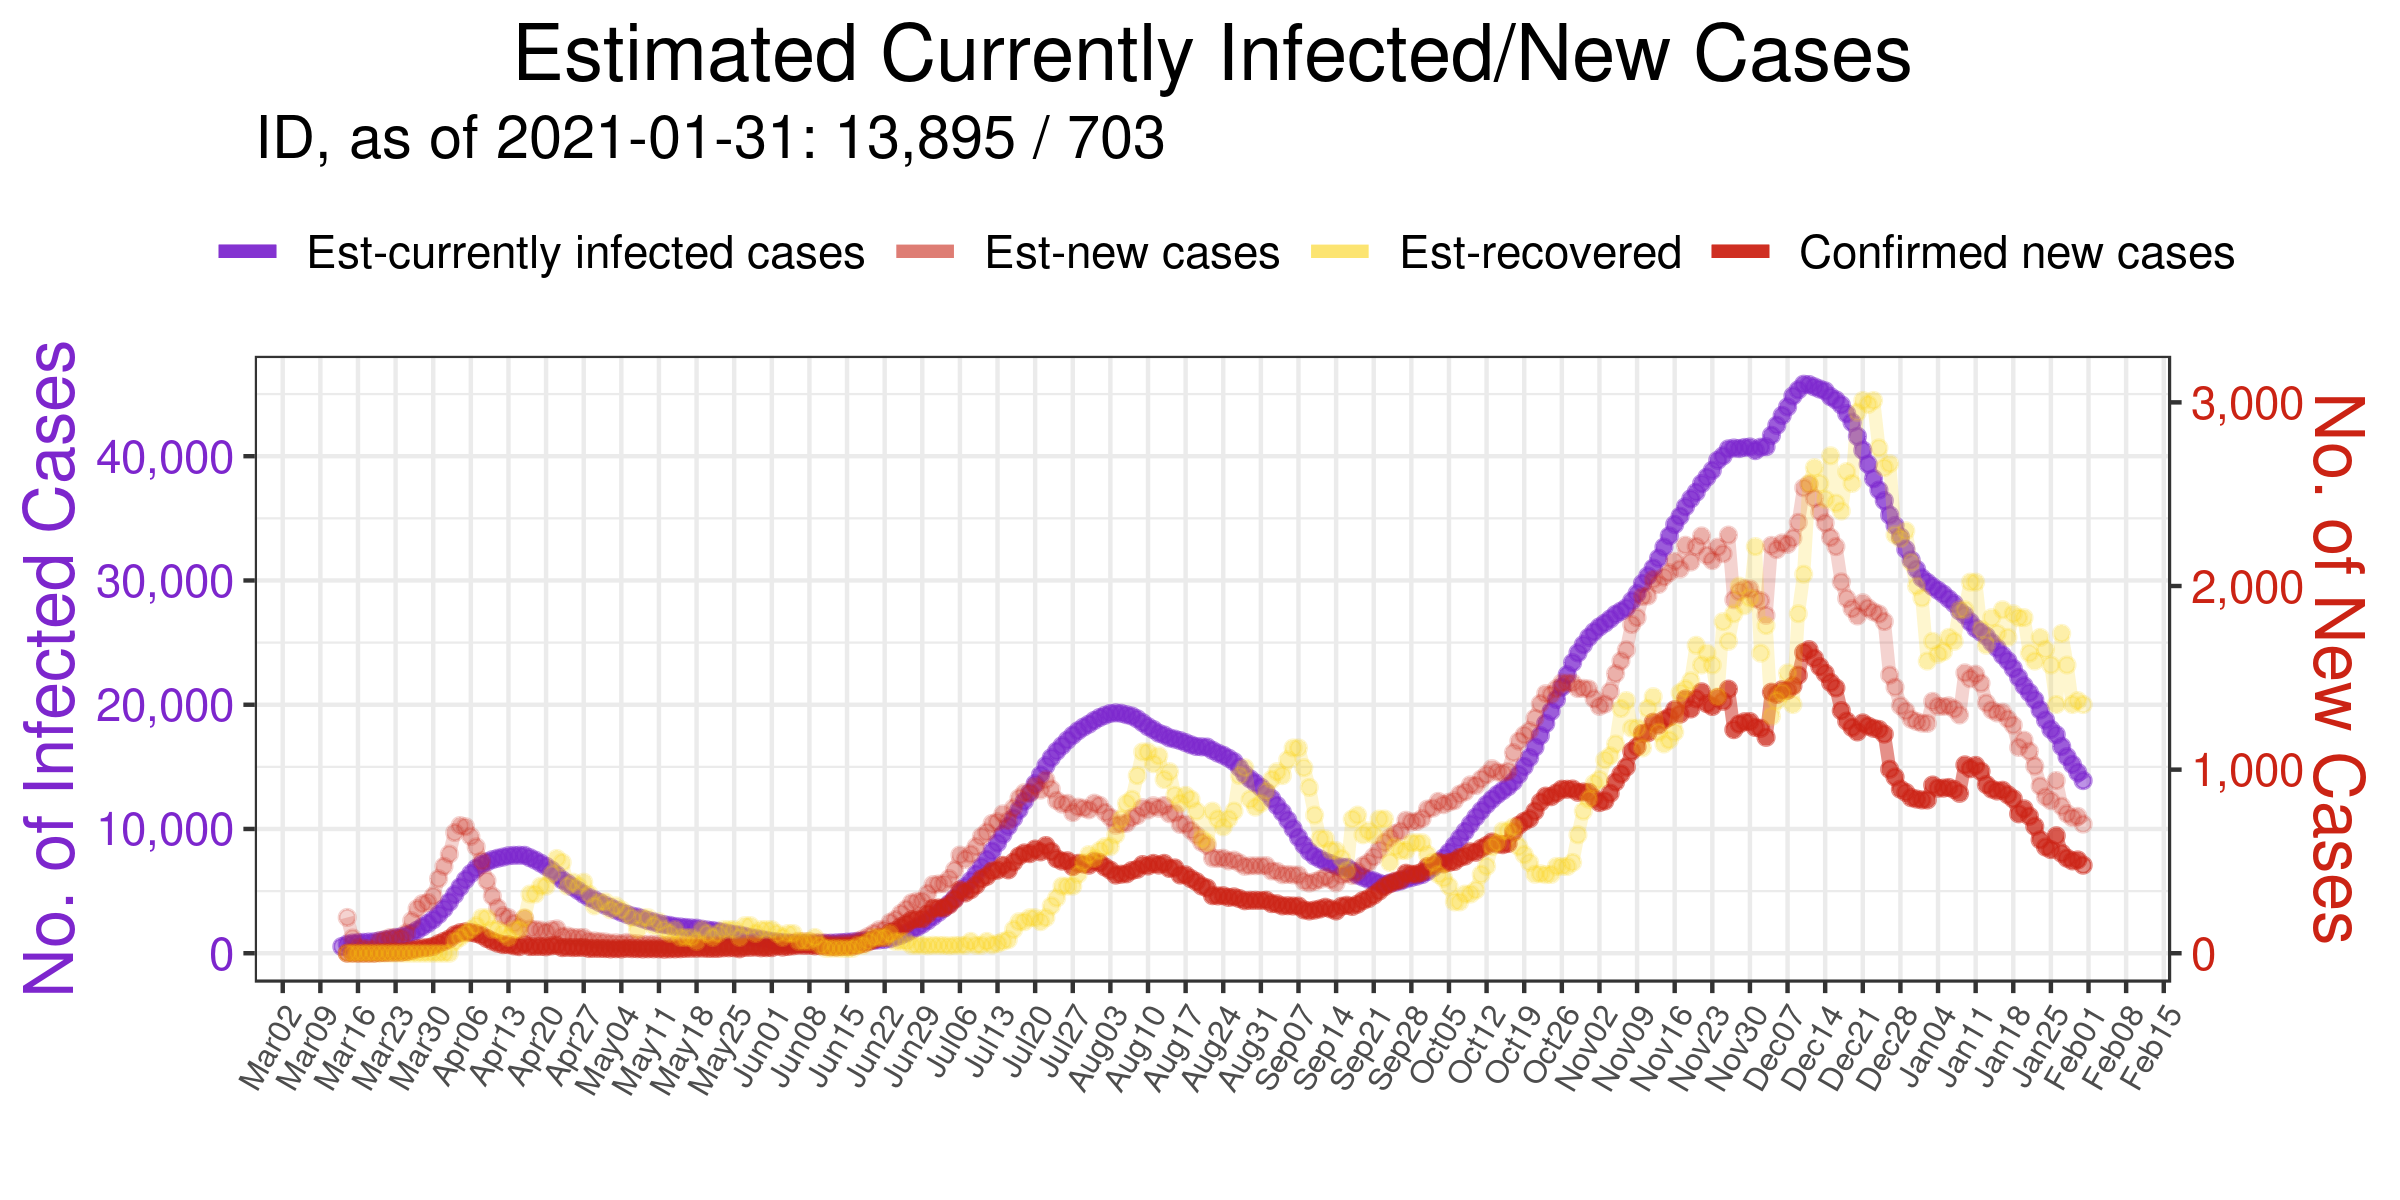 Estimated Currently Infected/New Cases
ID, as of 2021-01-31: 13,895 / 703
Est-currently infected cases Est-new cases Est-recovered Confirmed new cases
No. of Infected Cases
40,000
30,000
20,000
10,000
0
3,000
2,000
1,000
0
No. of New Cases
Mar02 Mar09 Mar16 Mar23 Mar30 Apr06 Apr13 Apr20 Apr27 May04 May11 May18 May25 Jun01 Jun08 Jun15 Jun22 Jun29 Jul06 Jul13 Jul20 Jul27 Aug03 Aug10 Aug17 Aug24 Aug31 Sep07 Sep14 Sep21 Sep28 Oct05 Oct12 Oct19 Oct26 Nov02 Nov09 Nov16 Nov23 Nov30 Dec07 Dec14 Dec21 Dec28 Jan04 Jan11 Jan18 Jan25 Feb01 Feb08 Feb15